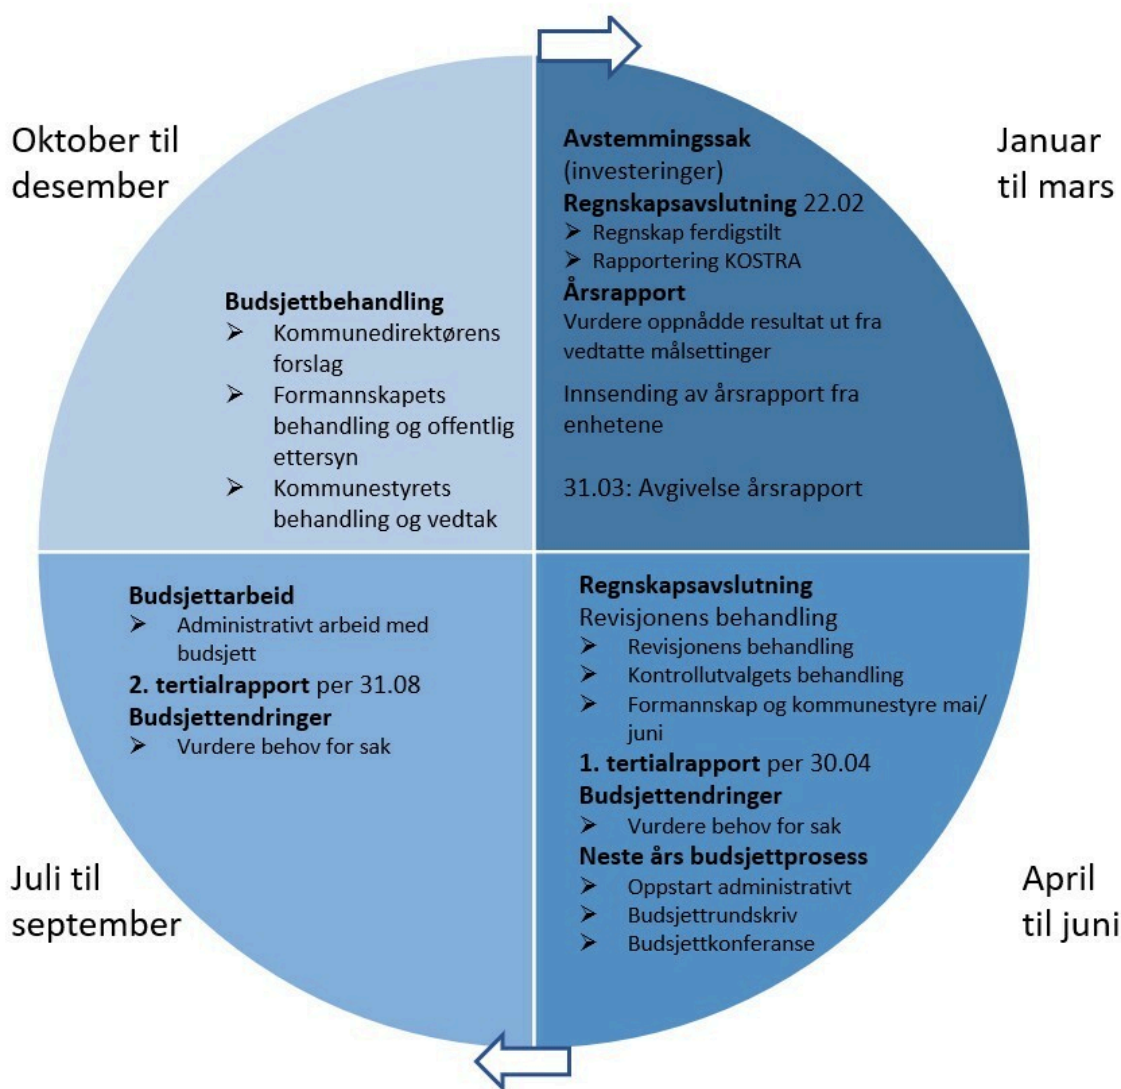 Oktober til
desember
Januar
til mars
Avstemmingssak
(investeringer)
Regnskapsavslutning 22.02
➤ Regnskap ferdigstilt
➤ Rapportering KOSTRA
Årsrapport
Vurdere oppnådde resultat ut fra
vedtatte målsettinger
Innsending av årsrapport fra
enhetene
31.03: Avgivelse årsrapport
Budsjettbehandling
➤ Kommunedirektørens
forslag
➤ Formannskapets
behandling og offentlig
ettersyn
➤ Kommunestyrets
behandling og vedtak
Regnskapsavslutning
Revisjonens behandling
➤ Revisjonens behandling
➤ Kontrollutvalgets behandling
➤ Formannskap og kommunestyre mai/
juni
1. tertialrapport per 30.04
Budsjettendringer
➤ Vurdere behov for sak
Neste års budsjettprosess
➤ Oppstart administrativt
➤ Budsjettrundskriv
➤ Budsjettkonferanse
Budsjettarbeid
➤ Administrativt arbeid med
budsjett
2. tertialrapport per 31.08
Budsjettendringer
➤ Vurdere behov for sak
Juli til
september
April
til juni